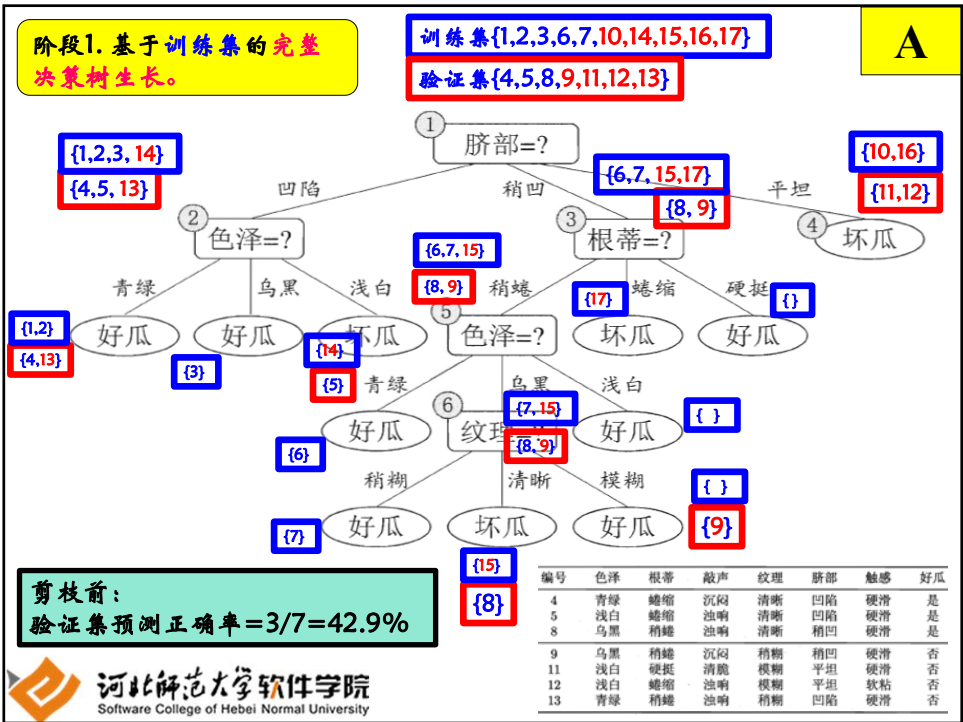 阶段1.基于训练集的完整
决策树生长。
训练集{1,2,3,6,7,10,14,15,16,17}
验证集{4,5,8,9,11,12,13}
A
1
脐部=?
{1,2,3, 14}
{4,5, 13}
{6,7, 15,17}
{8, 9}
{10,16}
{11,12}
凹陷
稍凹
平坦
2
色泽=?
3
根蒂=?
4
坏瓜
{6,7, 15}
{8, 9}
青绿
乌黑
浅白
稍蜷
{17}
蜷缩
硬挺
{ }
{1,2}
{4,13}
好瓜
好瓜
{3}
坏瓜
{14}
{5}
5
色泽=?
坏瓜
好瓜
青绿
乌黑
浅白
{6}
好瓜
6
纹理=?
{7, 15}
{8, 9}
好瓜
{ }
稍糊
清晰
模糊
{ }
{9}
{7}
好瓜
坏瓜
好瓜
{15}
{8}
剪枝前:
验证集预测正确率=3/7=42.9%
编号 色泽 根蒂 敲声 纹理 脐部 触感 好瓜
4 青绿 蜷缩 沉闷 清晰 凹陷 硬滑 是
5 浅白 蜷缩 浊响 清晰 凹陷 硬滑 是
8 乌黑 稍蜷 浊响 清晰 稍凹 硬滑 是
9 乌黑 稍蜷 沉闷 稍糊 稍凹 硬滑 否
11 浅白 硬挺 清脆 模糊 平坦 硬滑 否
12 浅白 蜷缩 浊响 模糊 平坦 软粘 否
13 青绿 稍蜷 浊响 稍糊 凹陷 硬滑 否
河北师范大学软件学院
Software College of Hebei Normal University